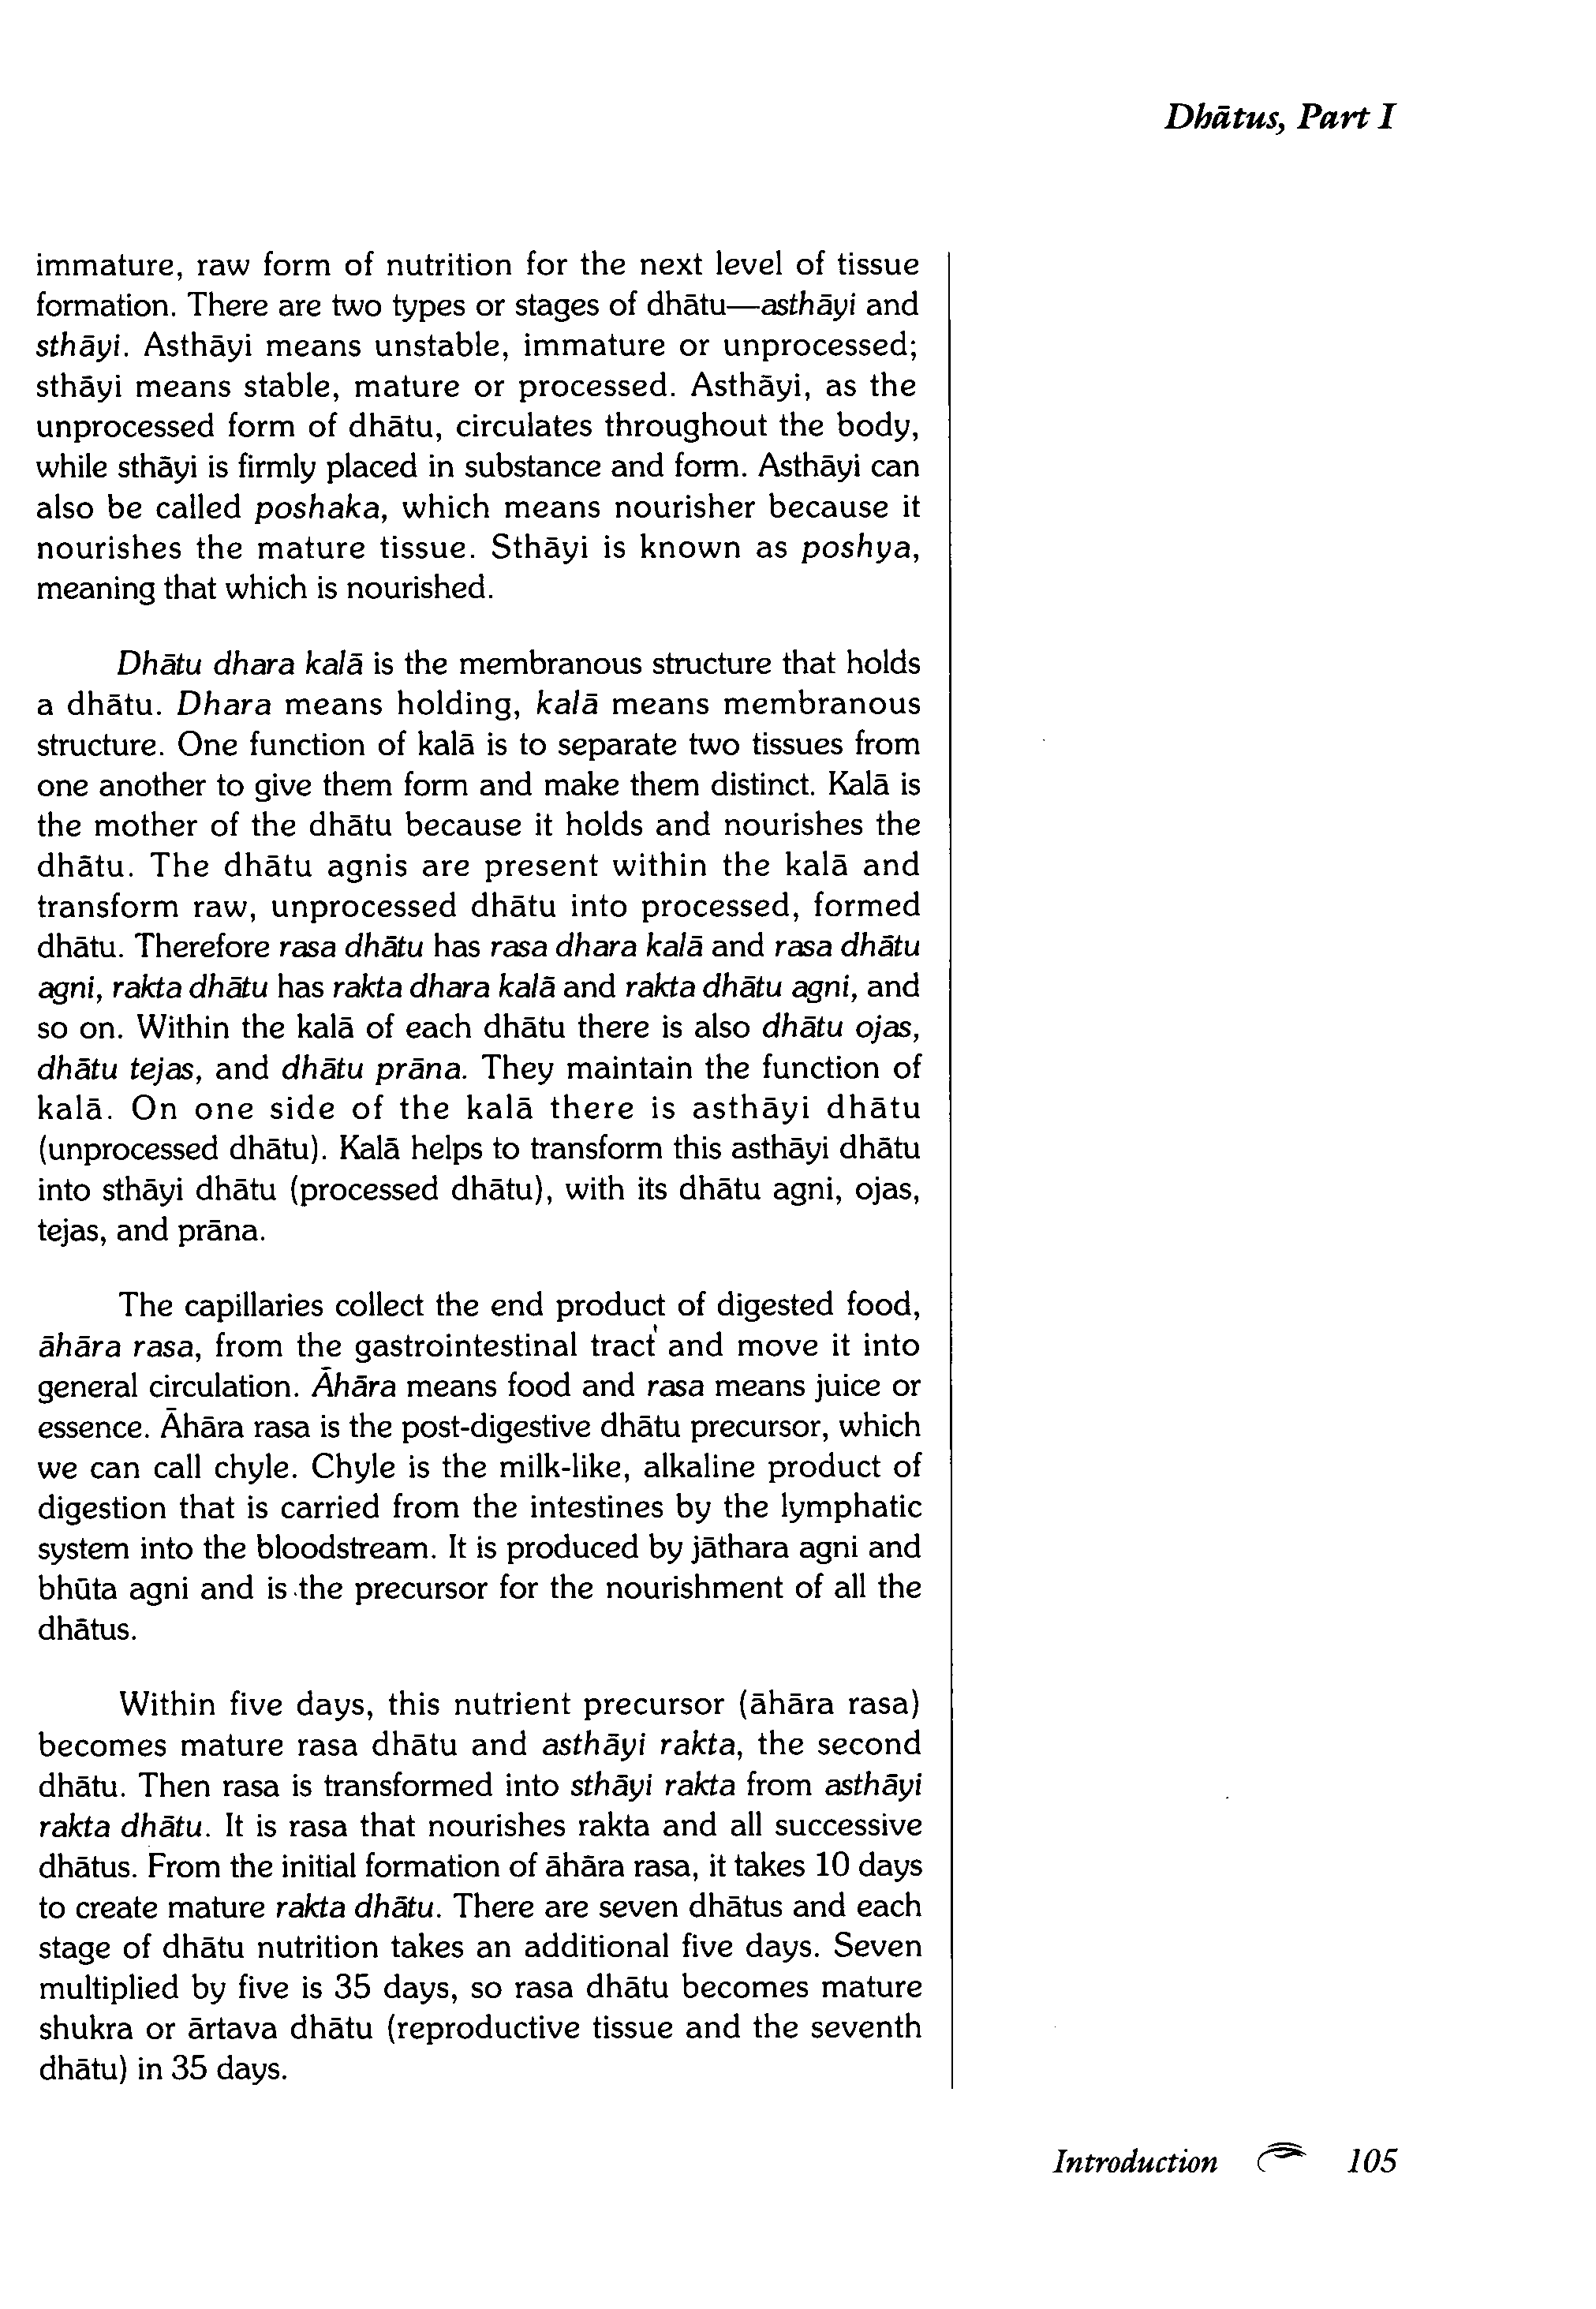 Dhātus, Part I
immature, raw form of nutrition for the next level of tissue
formation. There are two types or stages of dhātu—asthāyi and
sthāyi. Asthāyi means unstable, immature or unprocessed;
sthāyi means stable, mature or processed. Asthāyi, as the
unprocessed form of dhātu, circulates throughout the body,
while sthāyi is firmly placed in substance and form. Asthāyi can
also be called poshaka, which means nourisher because it
nourishes the mature tissue. Sthāyi is known as poshya,
meaning that which is nourished.
Dhātu dhara kalā is the membranous structure that holds
a dhātu. Dhara means holding, kalā means membranous
structure. One function of kalā is to separate two tissues from
one another to give them form and make them distinct. Kalā is
the mother of the dhātu because it holds and nourishes the
dhātu. The dhātu agnis are present within the kalā and
transform raw, unprocessed dhātu into processed, formed
dhātu. Therefore rasa dhātu has rasa dhara kalā and rasa dhātu
agni, rakta dhātu has rakta dhara kalā and rakta dhātu agni, and
so on. Within the kalā of each dhātu there is also dhātu ojas,
dhātu tejas, and dhātu prāna. They maintain the function of
kalā. On one side of the kalā there is asthāyi dhātu
(unprocessed dhātu). Kalā helps to transform this asthāyi dhātu
into sthāyi dhātu (processed dhātu), with its dhātu agni, ojas,
tejas, and prāna.
The capillaries collect the end product of digested food,
āhāra rasa, from the gastrointestinal tract and move it into
general circulation. Āhāra means food and rasa means juice or
essence. Āhāra rasa is the post-digestive dhātu precursor, which
we can call chyle. Chyle is the milk-like, alkaline product of
digestion that is carried from the intestines by the lymphatic
system into the bloodstream. It is produced by jāthara agni and
bhūta agni and is the precursor for the nourishment of all the
dhātus.
Within five days, this nutrient precursor (āhāra rasa)
becomes mature rasa dhātu and asthāyi rakta, the second
dhātu. Then rasa is transformed into sthāyi rakta from asthāyi
rakta dhātu. It is rasa that nourishes rakta and all successive
dhātus. From the initial formation of āhāra rasa, it takes 10 days
to create mature rakta dhātu. There are seven dhātus and each
stage of dhātu nutrition takes an additional five days. Seven
multiplied by five is 35 days, so rasa dhātu becomes mature
shukra or ārtava dhātu (reproductive tissue and the seventh
dhātu) in 35 days.
Introduction 105